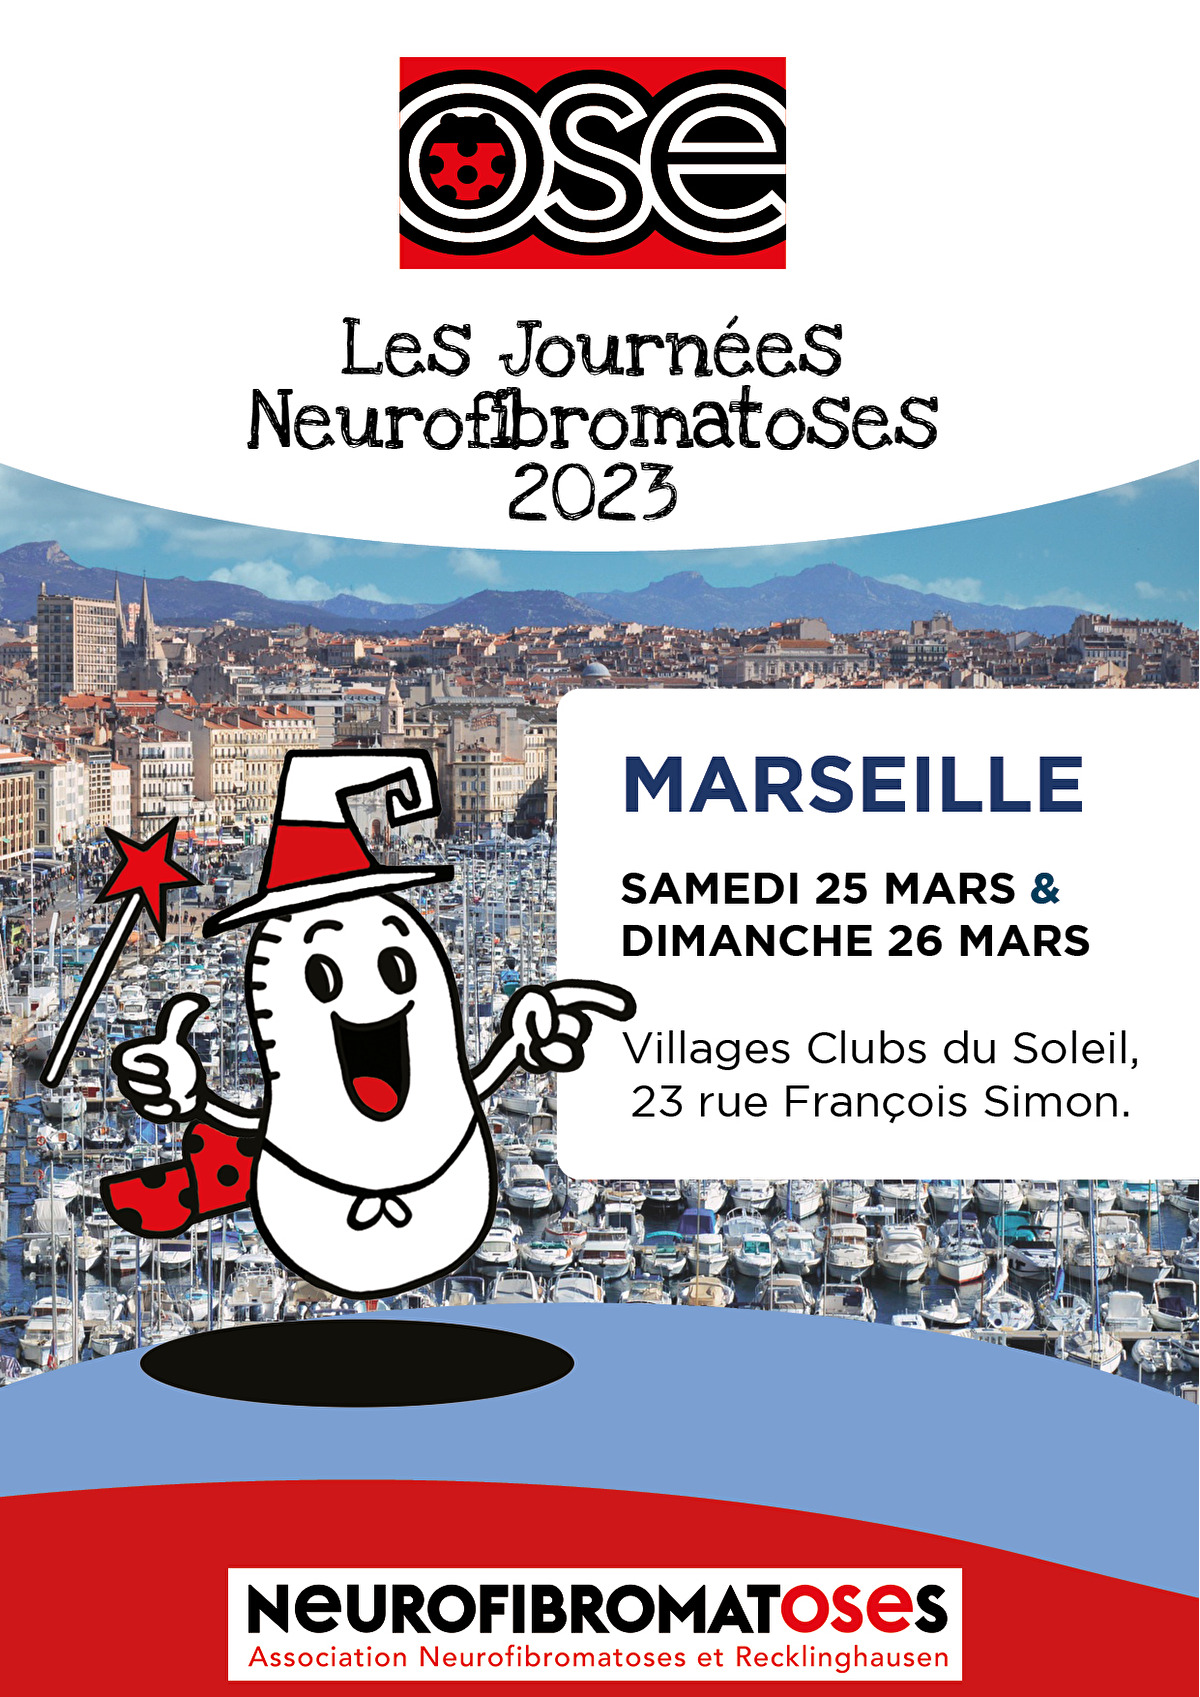 ose
Les Journées
Neurofibromatoses
2023
MARSEILLE
SAMEDI 25 MARS &
DIMANCHE 26 MARS
Villages Clubs du Soleil,
23 rue François Simon.
NeUROFIBROMATOSeS
Association Neurofibromatoses et Recklinghausen